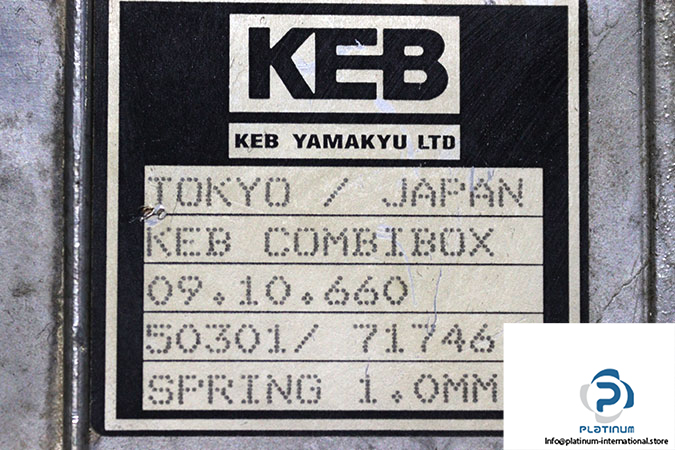 KEB
KEB YAMAKYU LTD
TOKYO / JAPAN
KEB COMBIBOX
09.10.660
50301/ 71746
SPRING 1.0MM
PLATINUM
Info@platinum-international.store